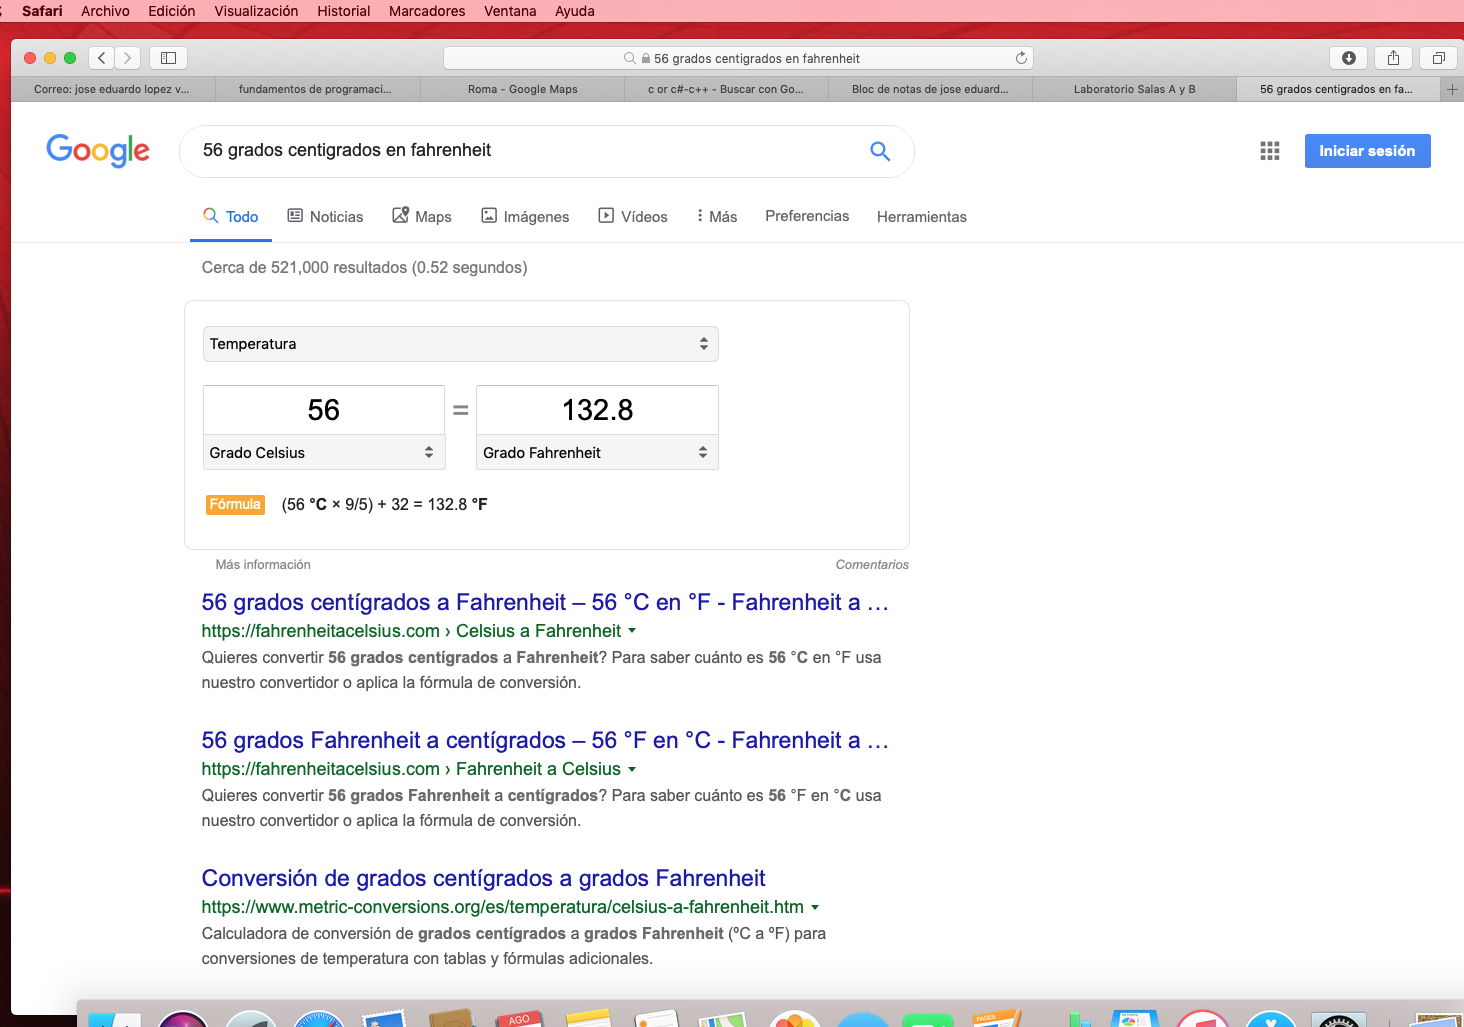 Safari Archivo Edición Visualización Historial Marcadores Ventana Ayuda
56 grados centigrados en fahrenheit
Correo: jose eduardo lopez v... fundamentos de programaci... Roma - Google Maps c or c#-c++ - Buscar con Go... Bloc de notas de jose eduard... Laboratorio Salas A y B 56 grados centigrados en fa...
Google 56 grados centigrados en fahrenheit Iniciar sesión
Todo Noticias Maps Imágenes Vídeos Más Preferencias Herramientas
Cerca de 521,000 resultados (0.52 segundos)
Temperatura
56 = 132.8
Grado Celsius Grado Fahrenheit
Fórmula (56 °C × 9/5) + 32 = 132.8 °F
Más información Comentarios
56 grados centígrados a Fahrenheit – 56 °C en °F - Fahrenheit a ...
https://fahrenheitacelsius.com › Celsius a Fahrenheit
Quieres convertir 56 grados centígrados a Fahrenheit? Para saber cuánto es 56 °C en °F usa
nuestro convertidor o aplica la fórmula de conversión.
56 grados Fahrenheit a centígrados – 56 °F en °C - Fahrenheit a ...
https://fahrenheitacelsius.com › Fahrenheit a Celsius
Quieres convertir 56 grados Fahrenheit a centígrados? Para saber cuánto es 56 °F en °C usa
nuestro convertidor o aplica la fórmula de conversión.
Conversión de grados centígrados a grados Fahrenheit
https://www.metric-conversions.org/es/temperatura/celsius-a-fahrenheit.htm
Calculadora de conversión de grados centígrados a grados Fahrenheit (ºC a ºF) para
conversiones de temperatura con tablas y fórmulas adicionales.
AGO PAGES